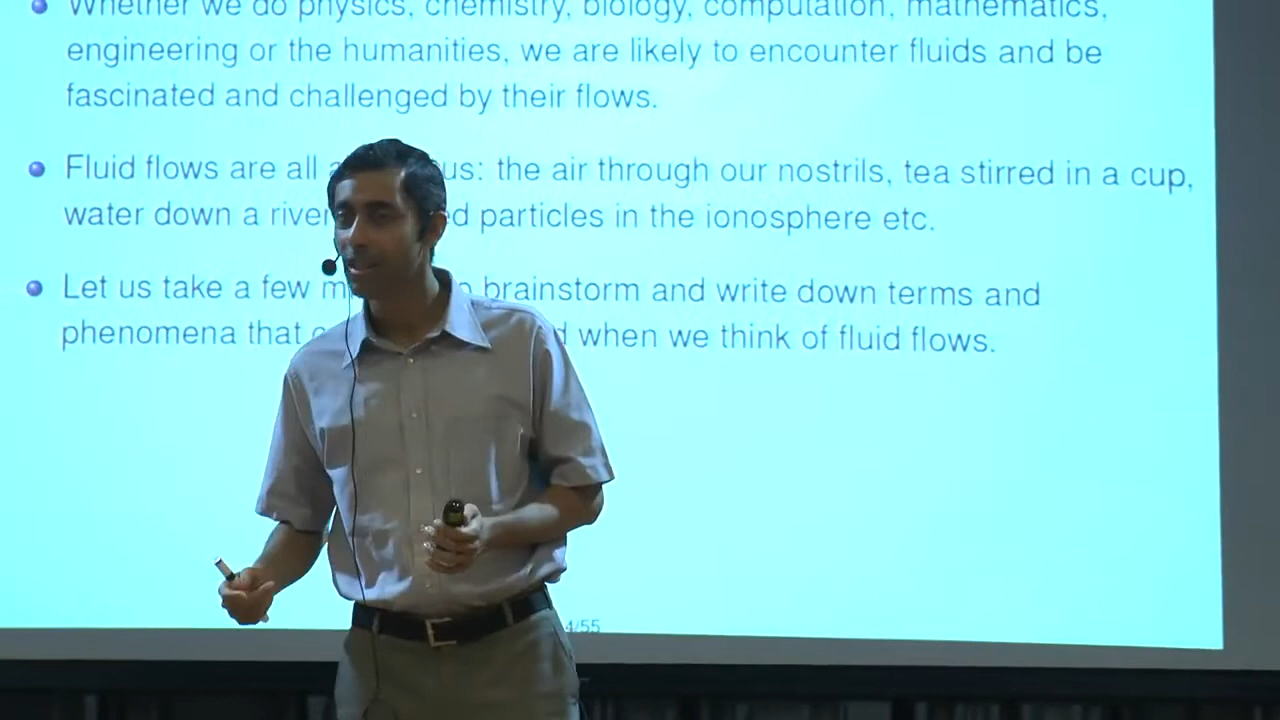 Whether we do physics, chemistry, biology, computation, mathematics,
engineering or the humanities, we are likely to encounter fluids and be
fascinated and challenged by their flows.
Fluid flows are all us: the air through our nostrils, tea stirred in a cup,
water down a river particles in the ionosphere etc.
Let us take a few brainstorm and write down terms and
phenomena that when we think of fluid flows.
4/55